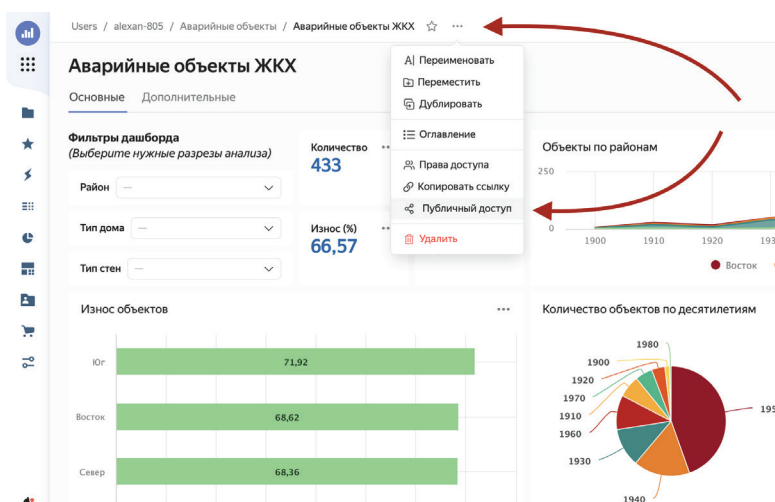 Users / alexan-805 / Аварийные объекты / Аварийные объекты ЖКХ
Аварийные объекты ЖКХ
Основные Дополнительные
Переименовать
Переместить
Дублировать
Оглавление
Права доступа
Копировать ссылку
Публичный доступ
Удалить
Фильтры дашборда
(Выберите нужные разрезы анализа)
Район —
Тип дома —
Тип стен —
Количество
433
Износ (%)
66,57
Объекты по районам
250
0
1900 1910 1920 193
Восток
Износ объектов
Юг 71,92
Восток 68,62
Север 68,36
Количество объектов по десятилетиям
1980
1900
1920
1970
1910
1960
1930
1940
195